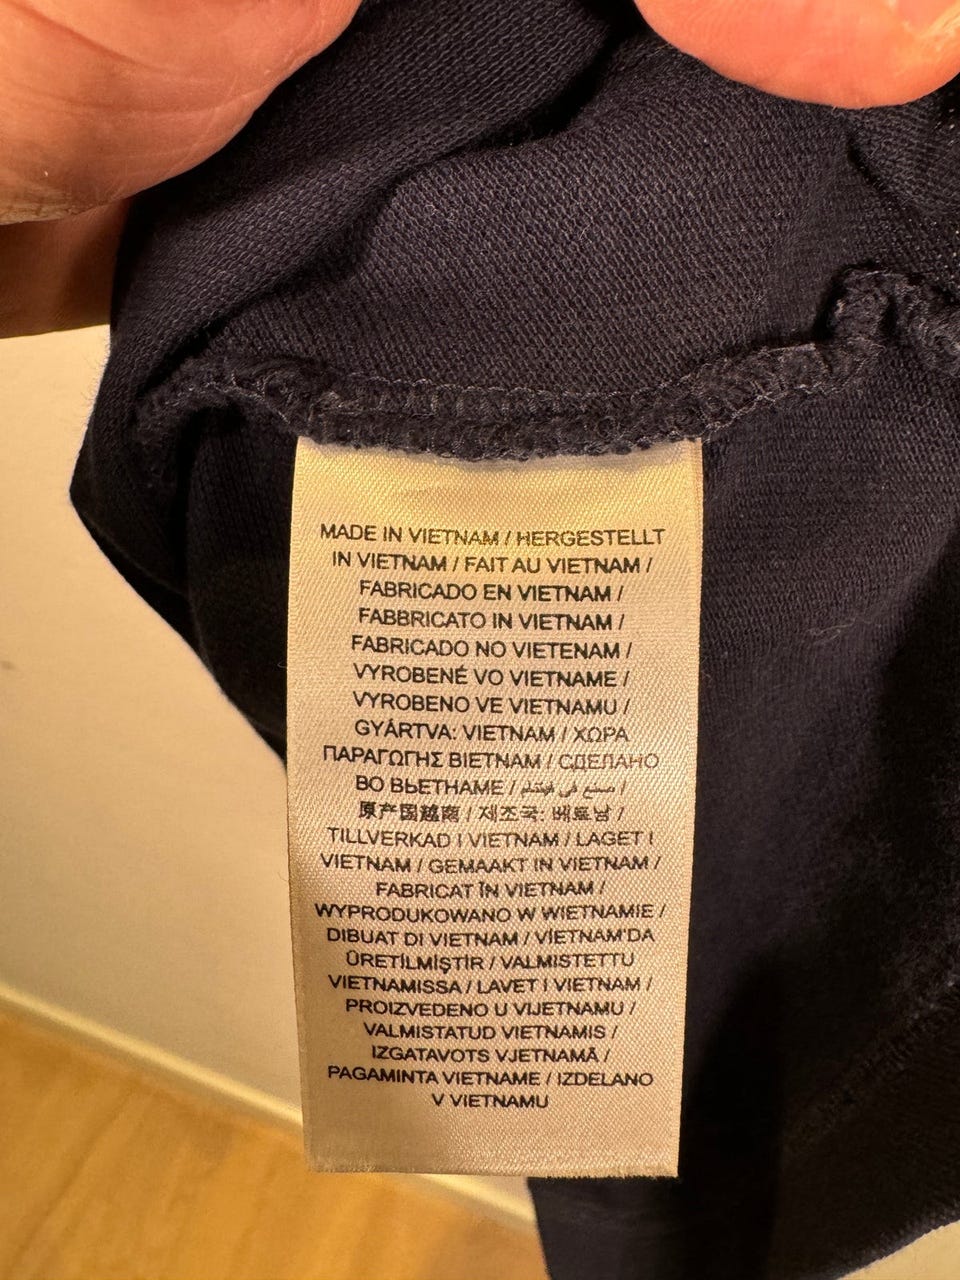 MADE IN VIETNAM / HERGESTELLT
IN VIETNAM / FAIT AU VIETNAM /
FABRICADO EN VIETNAM /
FABBRICATO IN VIETNAM /
FABRICADO NO VIETENAM /
VYROBENÉ VO VIETNAME /
VYROBENO VE VIETNAMU /
GYÁRTVA: VIETNAM / ΧΩΡΑ
ΠΑΡΑΓΩΓΗΣ ΒΙΕΤΝΑΜ / СДЕЛАНО
ВО ВЬЕТНАМЕ / صنع في فيتنام /
原产国越南 / 제조국: 베트남 /
TILLVERKAD I VIETNAM / LAGET I
VIETNAM / GEMAAKT IN VIETNAM /
FABRICAT ÎN VIETNAM /
WYPRODUKOWANO W WIETNAMIE /
DIBUAT DI VIETNAM / VİETNAM'DA
ÜRETİLMİŞTİR / VALMISTETTU
VIETNAMISSA / LAVET I VIETNAM /
PROIZVEDENO U VIJETNAMU /
VALMISTATUD VIETNAMIS /
IZGATAVOTS VJETNAMĀ /
PAGAMINTA VIETNAME / IZDELANO
V VIETNAMU